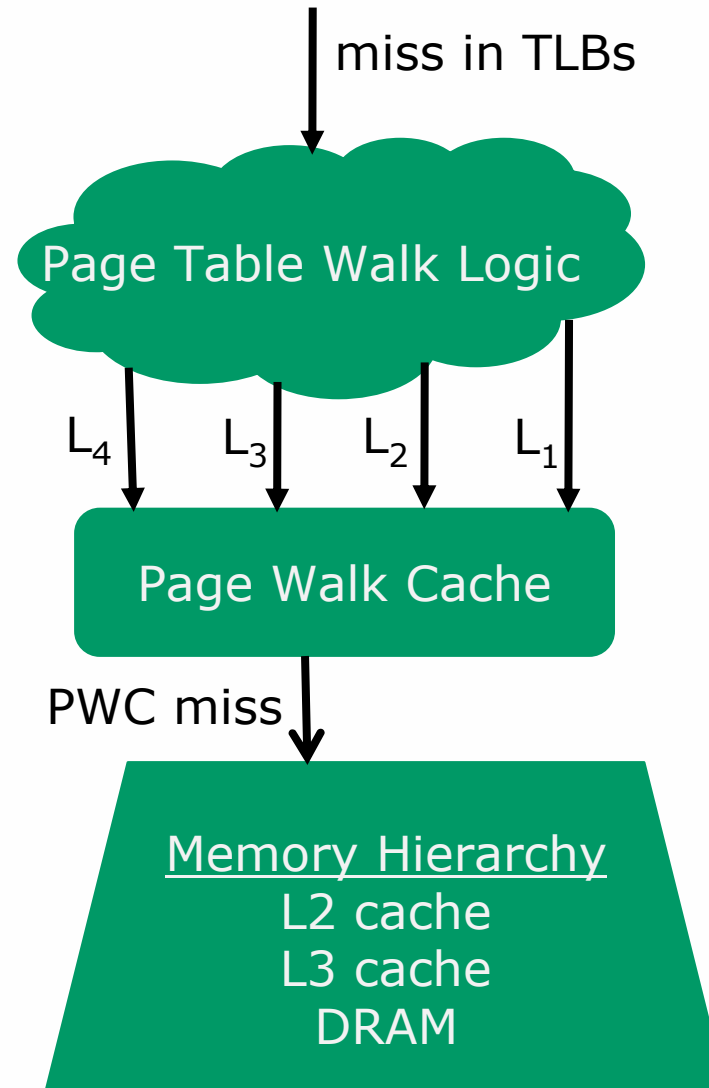 miss in TLBs
Page Table Walk Logic
L₄ L₃ L₂ L₁
Page Walk Cache
PWC miss
Memory Hierarchy
L2 cache
L3 cache
DRAM